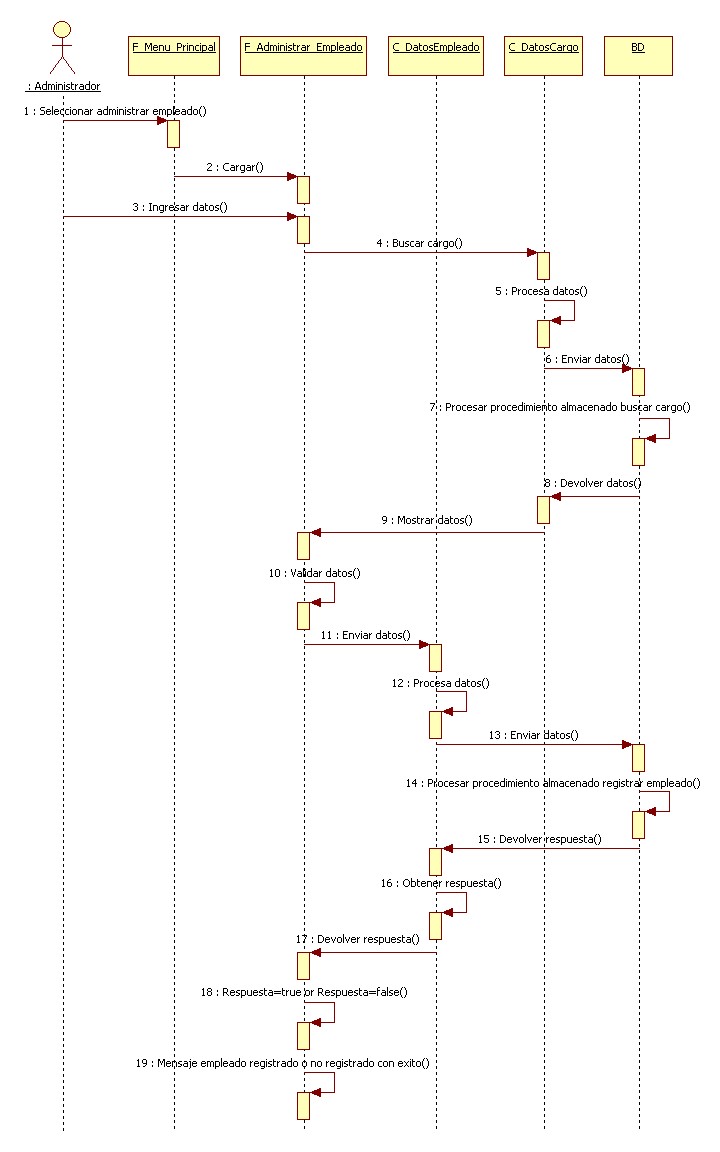 F_Menu_Principal
F_Administrar_Empleado
C_DatosEmpleado
C_DatosCargo
BD
: Administrador
1 : Seleccionar administrar empleado()
2 : Cargar()
3 : Ingresar datos()
4 : Buscar cargo()
5 : Procesa datos()
6 : Enviar datos()
7 : Procesar procedimiento almacenado buscar cargo()
8 : Devolver datos()
9 : Mostrar datos()
10 : Validar datos()
11 : Enviar datos()
12 : Procesa datos()
13 : Enviar datos()
14 : Procesar procedimiento almacenado registrar empleado()
15 : Devolver respuesta()
16 : Obtener respuesta()
17 : Devolver respuesta()
18 : Respuesta=true or Respuesta=false()
19 : Mensaje empleado registrado o no registrado con exito()